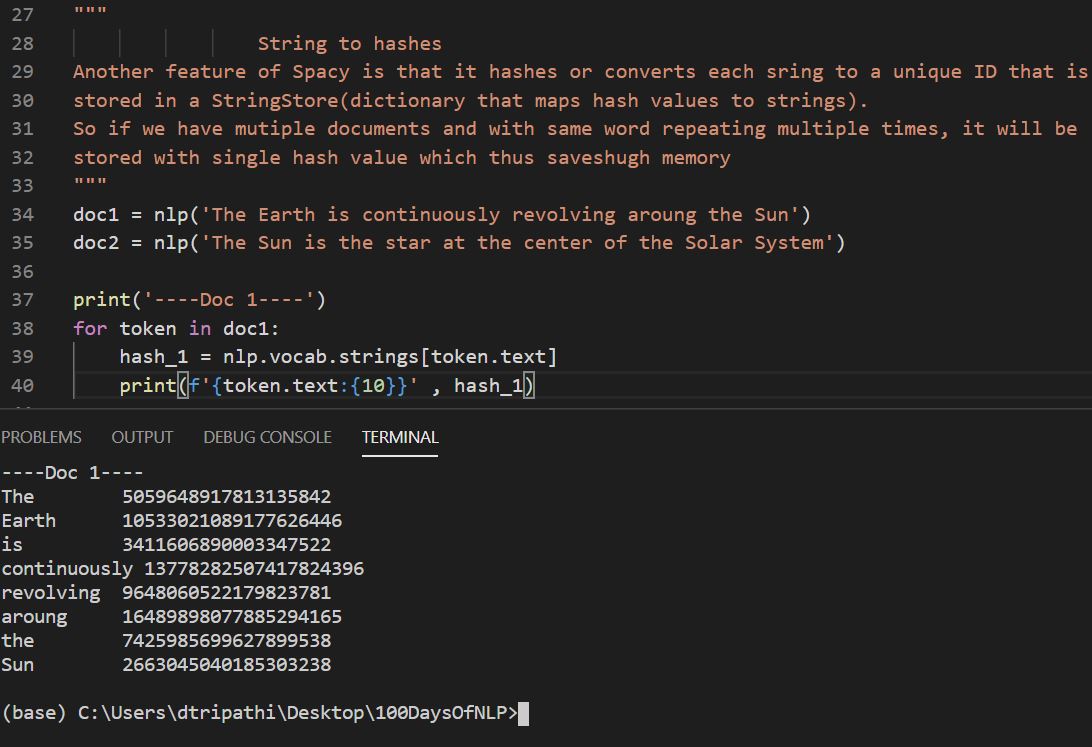 27 """
28 String to hashes
29 Another feature of Spacy is that it hashes or converts each sring to a unique ID that is
30 stored in a StringStore(dictionary that maps hash values to strings).
31 So if we have mutiple documents and with same word repeating multiple times, it will be
32 stored with single hash value which thus saveshugh memory
33 """
34 doc1 = nlp('The Earth is continuously revolving aroung the Sun')
35 doc2 = nlp('The Sun is the star at the center of the Solar System')
36
37 print('----Doc 1----')
38 for token in doc1:
39 hash_1 = nlp.vocab.strings[token.text]
40 print(f'{token.text:{10}}' , hash_1)
PROBLEMS OUTPUT DEBUG CONSOLE TERMINAL
----Doc 1----
The 5059648917813135842
Earth 10533021089177626446
is 3411606890003347522
continuously 13778282507417824396
revolving 9648060522179823781
aroung 16489898077885294165
the 7425985699627899538
Sun 2663045040185303238
(base) C:\Users\dtripathi\Desktop\100DaysOfNLP>